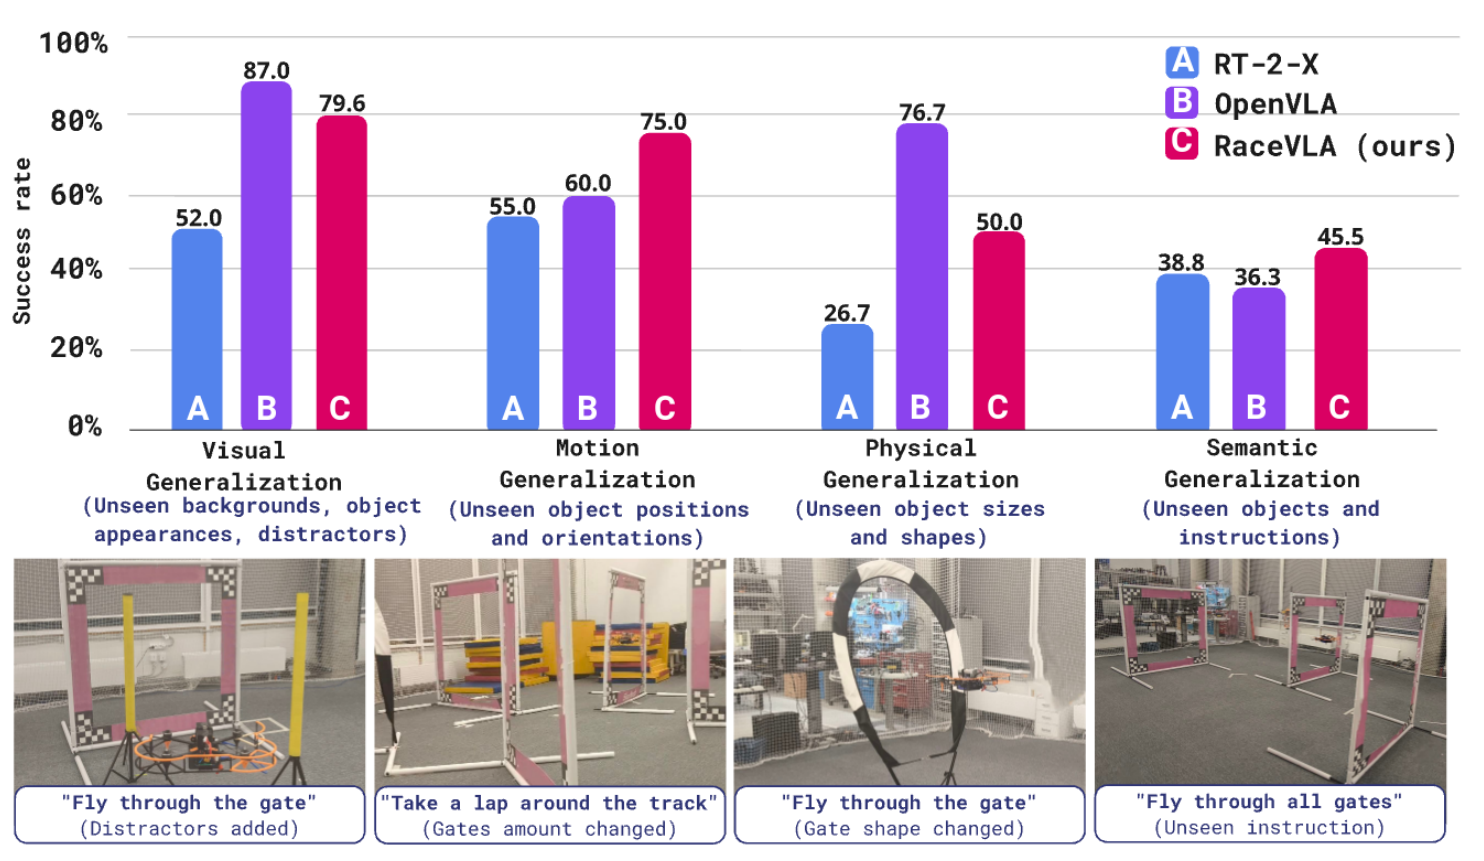 100%
80%
60%
40%
20%
0%
Success rate
A RT-2-X
B OpenVLA
C RaceVLA (ours)
52.0
87.0
79.6
A B C
55.0
60.0
75.0
A B C
26.7
76.7
50.0
A B C
38.8
36.3
45.5
A B C
Visual
Generalization
(Unseen backgrounds, object
appearances, distractors)
Motion
Generalization
(Unseen object positions
and orientations)
Physical
Generalization
(Unseen object sizes
and shapes)
Semantic
Generalization
(Unseen objects and
instructions)
"Fly through the gate"
(Distractors added)
"Take a lap around the track"
(Gates amount changed)
"Fly through the gate"
(Gate shape changed)
"Fly through all gates"
(Unseen instruction)